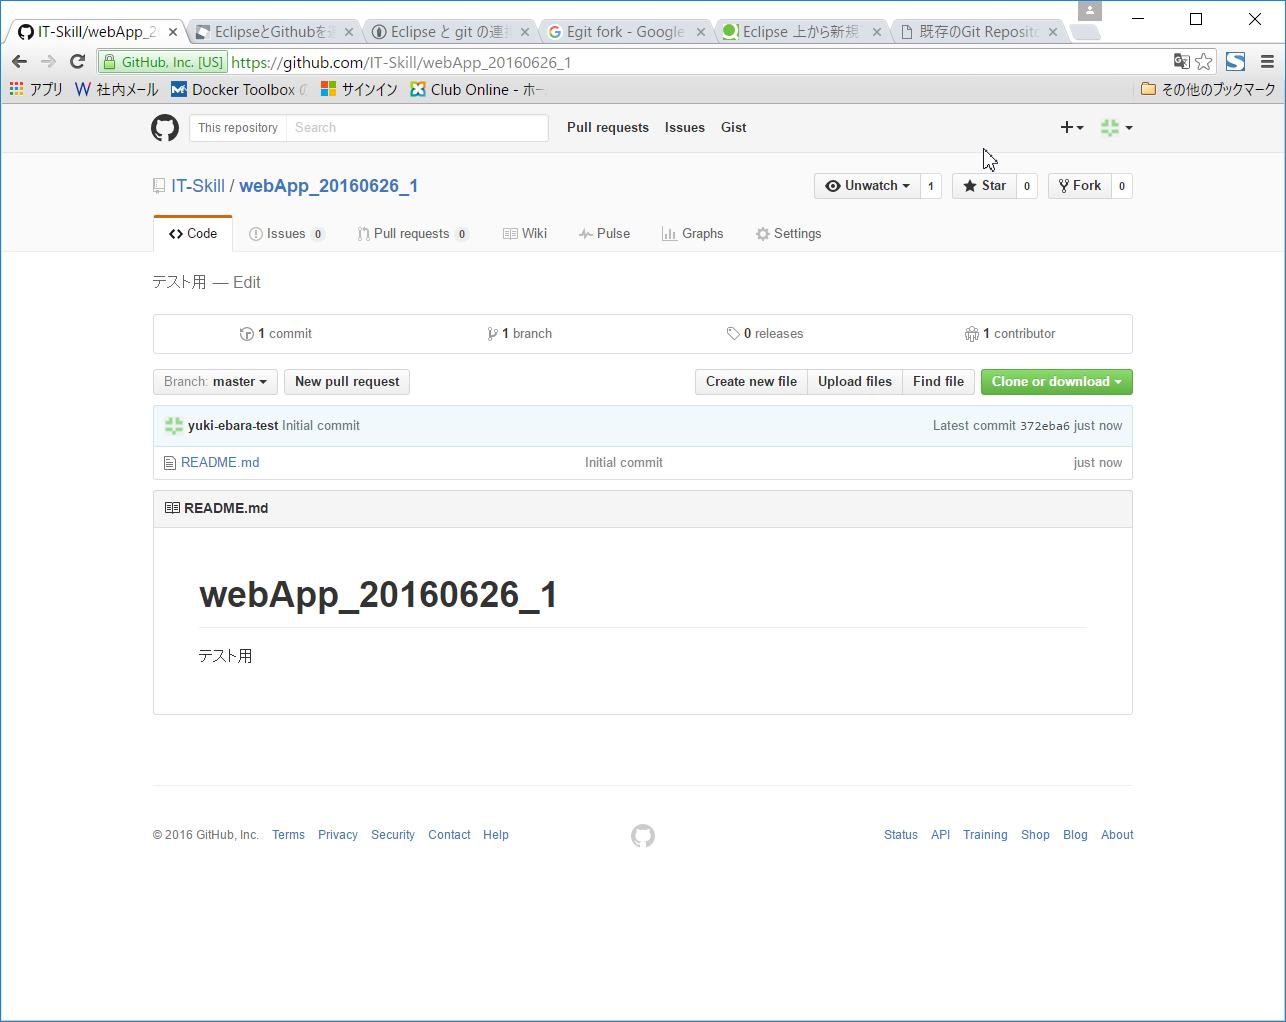 IT-Skill/webApp_2
EclipseとGithubを
Eclipse と git の連
Egit fork - Google
Eclipse 上から新規
既存のGit Reposito
GitHub, Inc. [US] https://github.com/IT-Skill/webApp_20160626_1
アプリ 社内メール Docker Toolbox サインイン Club Online - ホー その他のブックマーク
This repository Search Pull requests Issues Gist
IT-Skill / webApp_20160626_1 Unwatch 1 Star 0 Fork 0
Code Issues 0 Pull requests 0 Wiki Pulse Graphs Settings
テスト用 — Edit
1 commit 1 branch 0 releases 1 contributor
Branch: master New pull request Create new file Upload files Find file Clone or download
yuki-ebara-test Initial commit Latest commit 372eba6 just now
README.md Initial commit just now
README.md
webApp_20160626_1
テスト用
© 2016 GitHub, Inc. Terms Privacy Security Contact Help Status API Training Shop Blog About